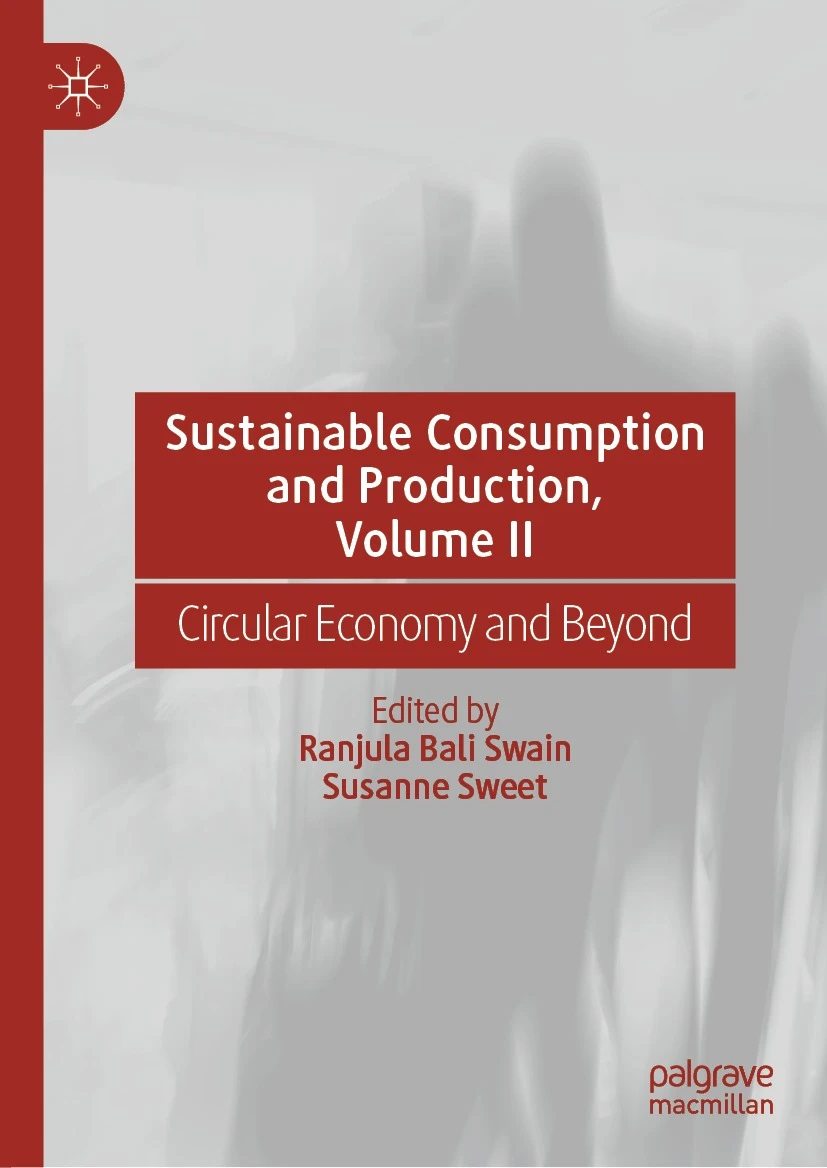 Sustainable Consumption
and Production,
Volume II
Circular Economy and Beyond
Edited by
Ranjula Bali Swain
Susanne Sweet
palgrave
macmillan